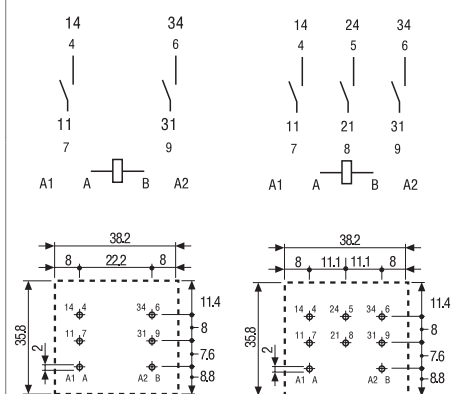 14 34
4 6
11 31
7 9
A1 A B A2
14 24 34
4 5 6
11 21 31
7 8 9
A1 A B A2
38.2
8 22.2 8
35.8
2
14 4 34 6
11 7 31 9
A1 A A2 B
11.4
8
7.6
8.8
38.2
8 11.1 11.1 8
35.8
2
14 4 24 5 34 6
11 7 21 8 31 9
A1 A A2 B
11.4
8
7.6
8.8